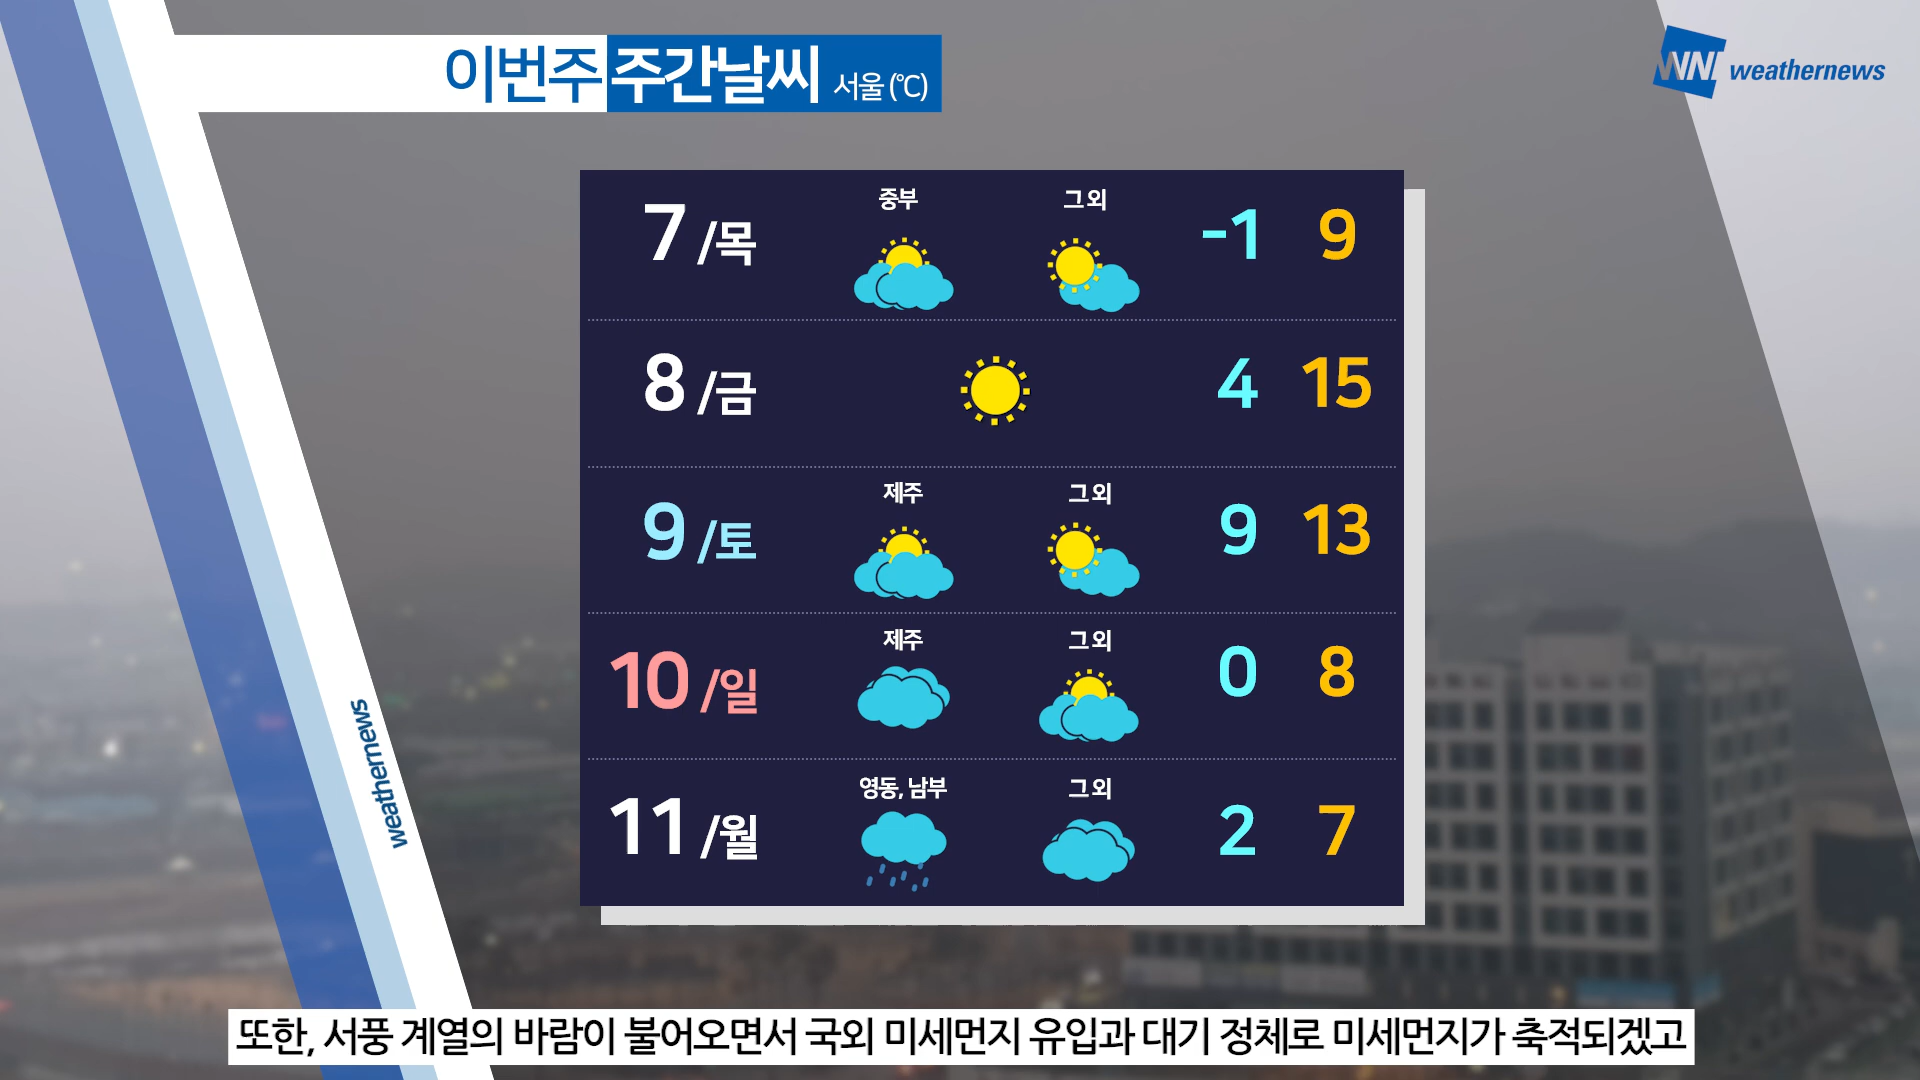 이번주 주간날씨 서울 (℃)
WNI weathernews
7 /목 중부 그 외 -1 9
8 /금 4 15
9 /토 제주 그 외 9 13
10 /일 제주 그 외 0 8
11 /월 영동, 남부 그 외 2 7
weathernews
또한, 서풍 계열의 바람이 불어오면서 국외 미세먼지 유입과 대기 정체로 미세먼지가 축적되겠고